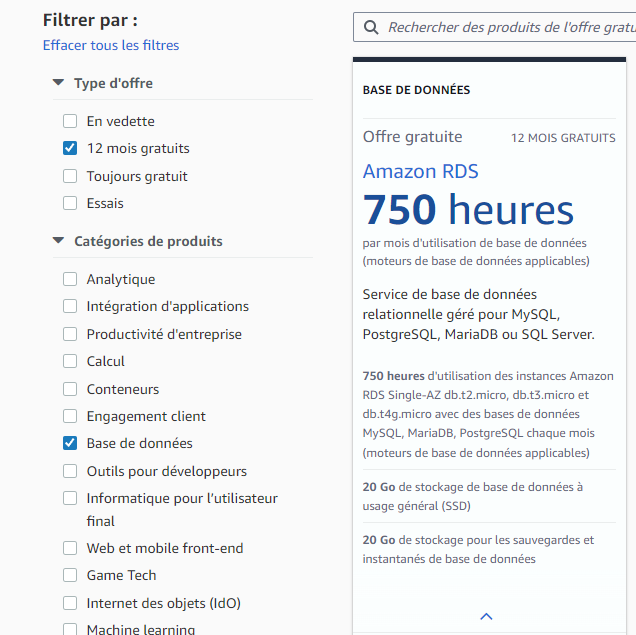 Filtrer par :
Effacer tous les filtres
Type d'offre
En vedette
12 mois gratuits
Toujours gratuit
Essais
Catégories de produits
Analytique
Intégration d'applications
Productivité d'entreprise
Calcul
Conteneurs
Engagement client
Base de données
Outils pour développeurs
Informatique pour l’utilisateur
final
Web et mobile front-end
Game Tech
Internet des objets (IdO)
Machine learning
Rechercher des produits de l'offre gratu
BASE DE DONNÉES
Offre gratuite 12 MOIS GRATUITS
Amazon RDS
750 heures
par mois d'utilisation de base de données
(moteurs de base de données applicables)
Service de base de données
relationnelle géré pour MySQL,
PostgreSQL, MariaDB ou SQL Server.
750 heures d'utilisation des instances Amazon
RDS Single-AZ db.t2.micro, db.t3.micro et
db.t4g.micro avec des bases de données
MySQL, MariaDB, PostgreSQL chaque mois
(moteurs de base de données applicables)
20 Go de stockage de base de données à
usage général (SSD)
20 Go de stockage pour les sauvegardes et
instantanés de base de données